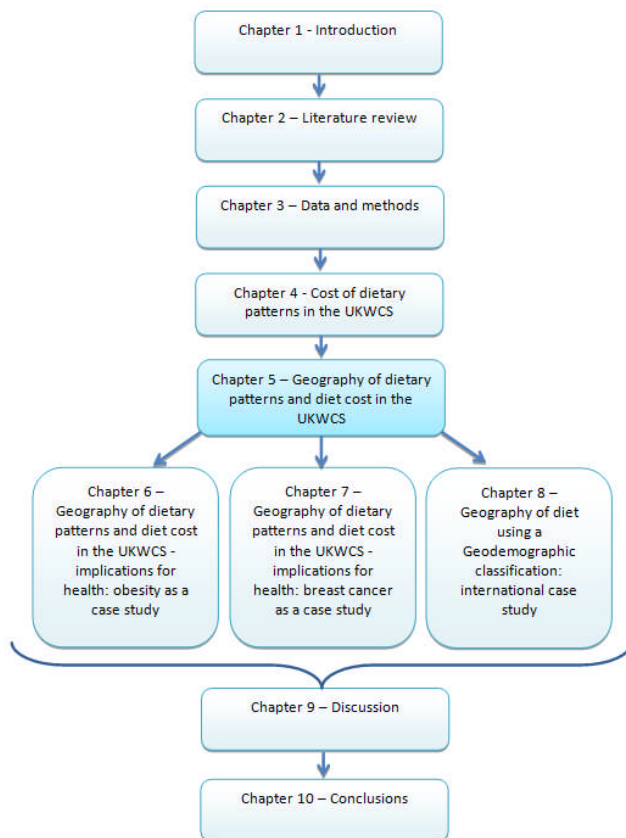 Chapter 1 - Introduction
Chapter 2 – Literature review
Chapter 3 – Data and methods
Chapter 4 - Cost of dietary
patterns in the UKWCS
Chapter 5 – Geography of dietary
patterns and diet cost in the
UKWCS
Chapter 6 –
Geography of dietary
patterns and diet cost
in the UKWCS -
implications for
health: obesity as a
case study
Chapter 7 –
Geography of dietary
patterns and diet cost
in the UKWCS -
implications for
health: breast cancer
as a case study
Chapter 8 –
Geography of diet
using a
Geodemographic
classification:
international case
study
Chapter 9 – Discussion
Chapter 10 – Conclusions